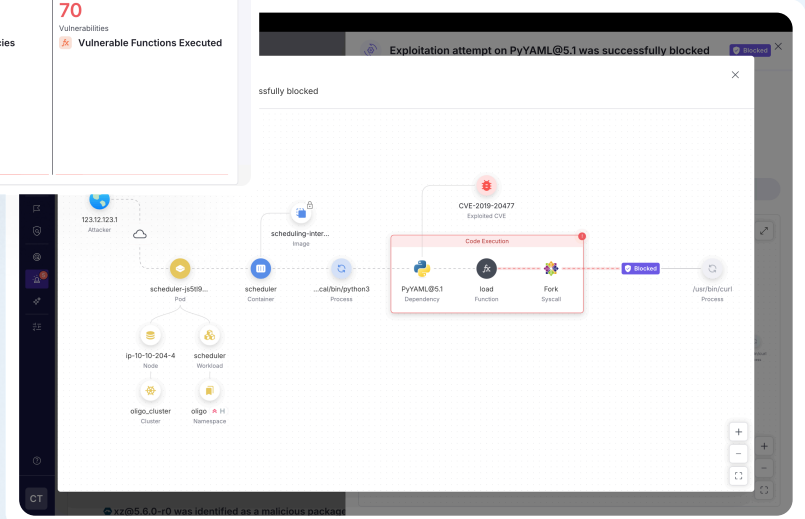 70
Vulnerabilities
cies
fx Vulnerable Functions Executed
Exploitation attempt on PyYAML@5.1 was successfully blocked
Blocked
ssfully blocked
123.12.123.1
Attacker
scheduling-inter...
Image
CVE-2019-20477
Exploited CVE
Code Execution
!
scheduler-js5tl9...
Pod
scheduler
Container
...cal/bin/python3
Process
PyYAML@5.1
Dependency
fx
load
Function
Fork
Syscall
Blocked
/usr/bin/curl
Process
ip-10-10-204-4
Node
scheduler
Workload
oligo_cluster
Cluster
oligo H
Namespace
CT
xz@5.6.0-r0 was identified as a malicious package